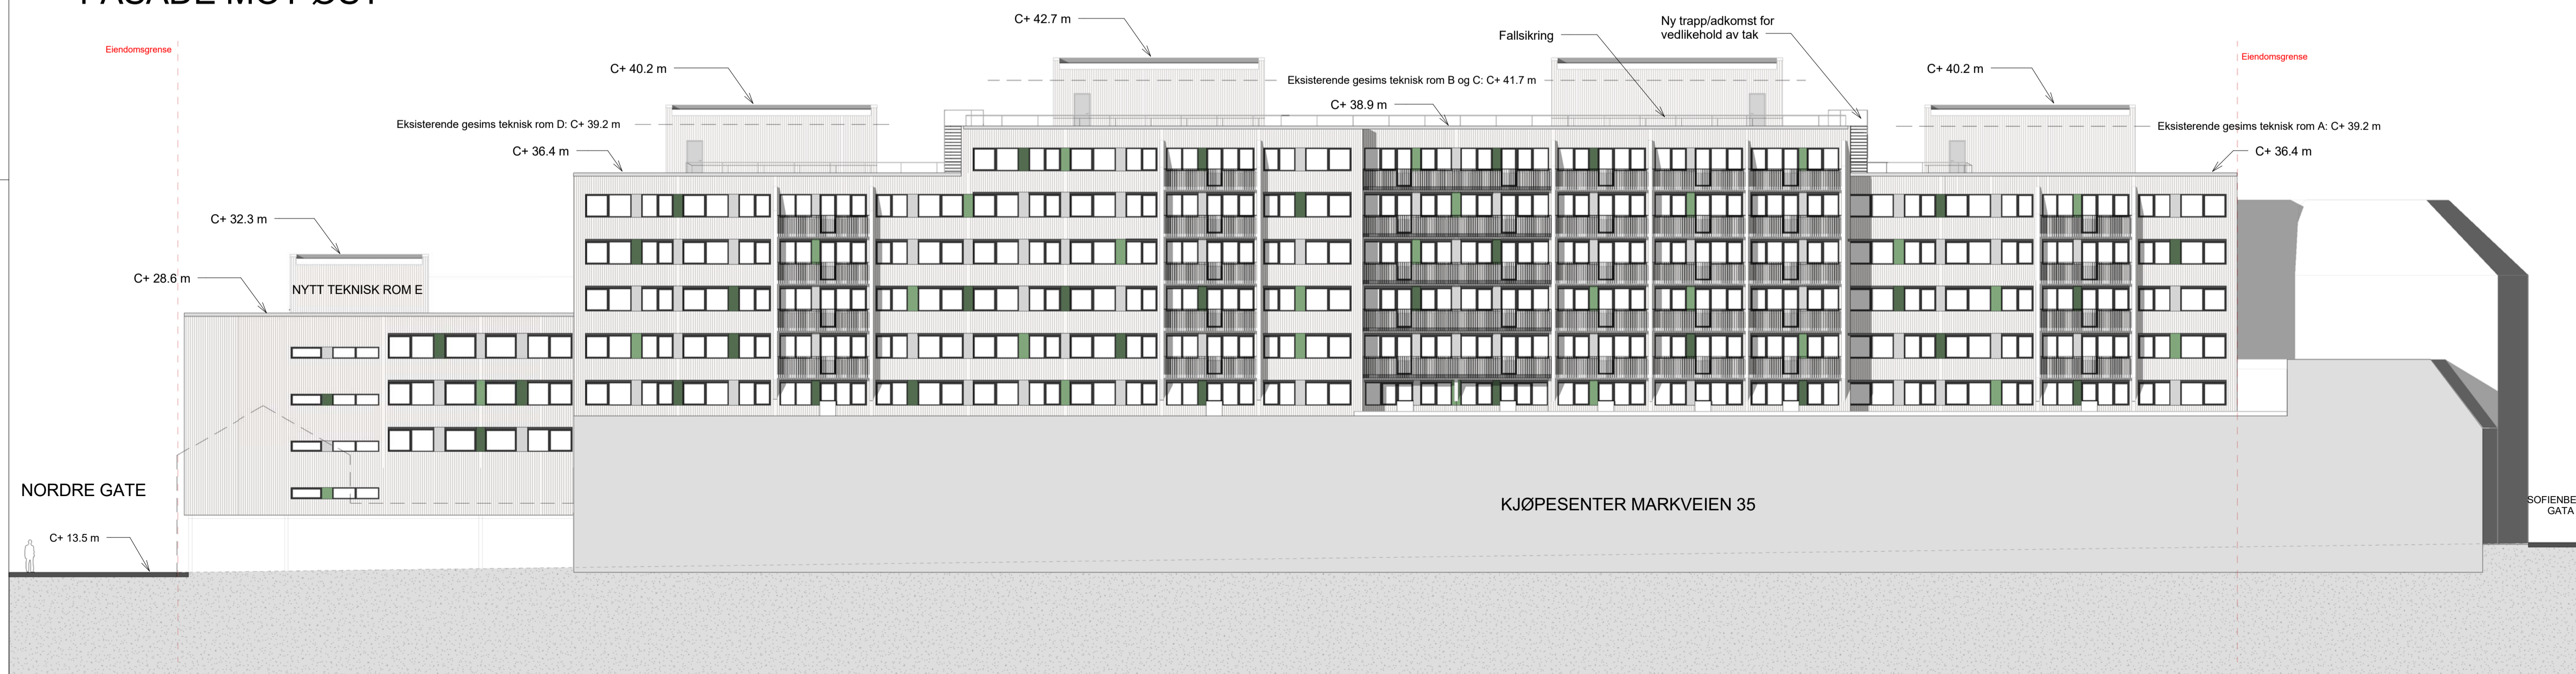 FASADE MOT ØST
C+ 42.7 m
Ny trapp/adkomst for
vedlikehold av tak
Fallsikring
Eiendomsgrense
Eiendomsgrense
C+ 40.2 m
C+ 40.2 m
Eksisterende gesims teknisk rom B og C: C+ 41.7 m
C+ 38.9 m
Eksisterende gesims teknisk rom D: C+ 39.2 m
Eksisterende gesims teknisk rom A: C+ 39.2 m
C+ 36.4 m
C+ 36.4 m
C+ 32.3 m
C+ 28.6 m
NYTT TEKNISK ROM E
NORDRE GATE
KJØPESENTER MARKVEIEN 35
SOFIENBE
GATA
C+ 13.5 m